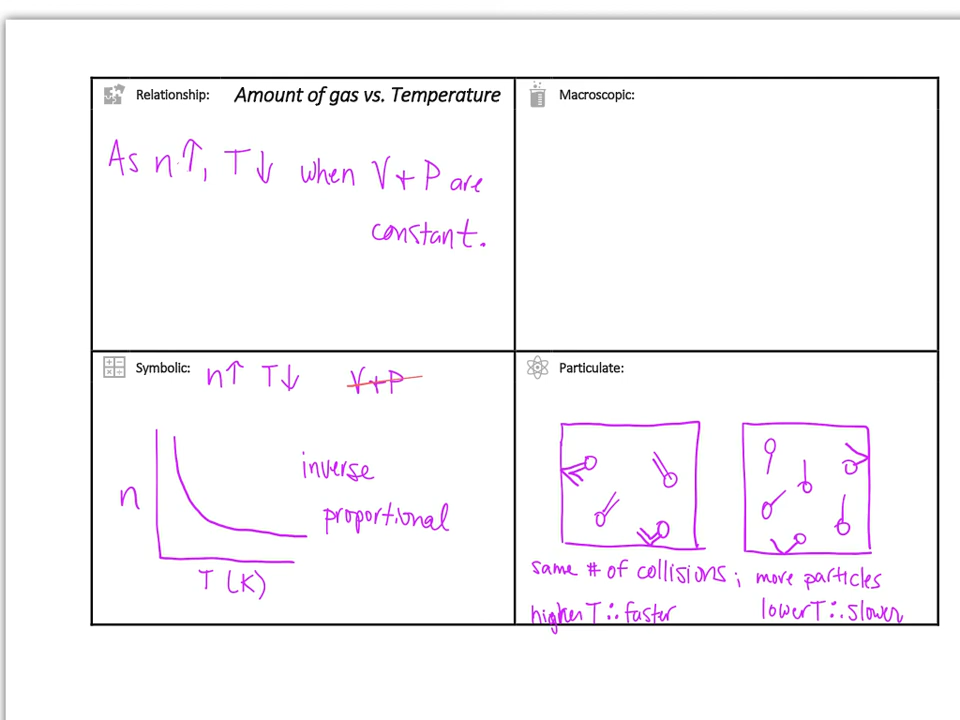 Relationship: Amount of gas vs. Temperature
As n↑, T↓ when V+P are
constant.
Macroscopic:
Symbolic: n↑ T↓ V+P
n
inverse
proportional
T (K)
Particulate:
same # of collisions; more particles
higher T ∴ faster lower T ∴ slower